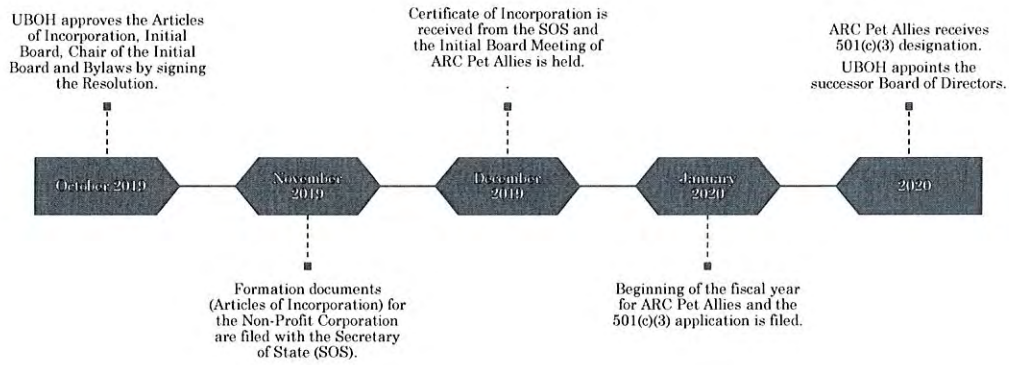 UBOH approves the Articles
of Incorporation, Initial
Board, Chair of the Initial
Board and Bylaws by signing
the Resolution.
Certificate of Incorporation is
received from the SOS and
the Initial Board Meeting of
ARC Pet Allies is held.
.
ARC Pet Allies receives
501(c)(3) designation.
UBOH appoints the
successor Board of Directors.
October 2019
November
2019
December
2019
January
2020
2020
Formation documents
(Articles of Incorporation) for
the Non-Profit Corporation
are filed with the Secretary
of State (SOS).
Beginning of the fiscal year
for ARC Pet Allies and the
501(c)(3) application is filed.